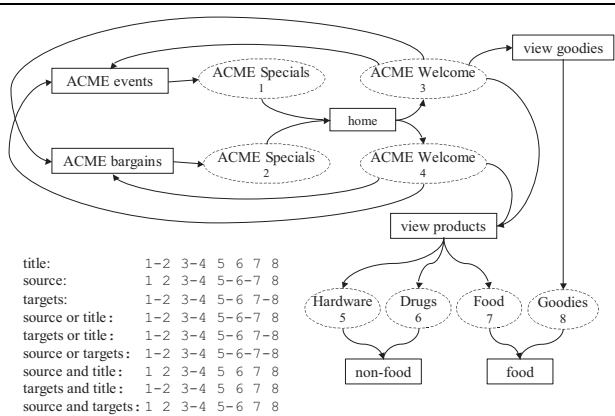 view goodies
ACME events
ACME Specials
1
ACME Welcome
3
home
ACME bargains
ACME Specials
2
ACME Welcome
4
view products
title: 1-2 3-4 5 6 7 8
source: 1 2 3-4 5-6-7 8
targets: 1-2 3-4 5-6 7-8
source or title: 1-2 3-4 5-6-7 8
targets or title: 1-2 3-4 5-6 7-8
source or targets: 1-2 3-4 5-6-7-8
source and title: 1 2 3-4 5 6 7 8
targets and title: 1-2 3-4 5 6 7 8
source and targets: 1 2 3-4 5-6 7 8
Hardware
5
Drugs
6
Food
7
Goodies
8
non-food
food